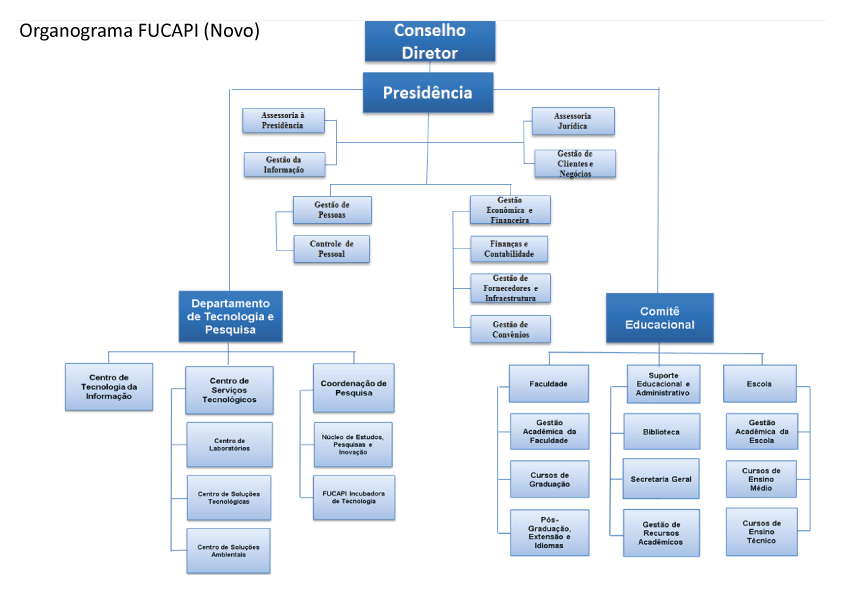 Organograma FUCAPI (Novo)
Conselho
Diretor
Presidência
Assessoria à
Presidência
Assessoria
Jurídica
Gestão da
Informação
Gestão de
Clientes e
Negócios
Gestão de
Pessoas
Gestão
Econômica e
Financeira
Controle de
Pessoal
Finanças e
Contabilidade
Gestão de
Fornecedores e
Infraestrutura
Gestão de
Convênios
Departamento
de Tecnologia e
Pesquisa
Comitê
Educacional
Centro de
Tecnologia da
Informação
Centro de
Serviços
Tecnológicos
Coordenação de
Pesquisa
Centro de
Laboratórios
Núcleo de Estudos,
Pesquisas e
Inovação
Centro de Soluções
Tecnológicas
FUCAPI Incubadora
de Tecnologia
Centro de Soluções
Ambientais
Faculdade
Suporte
Educacional e
Administrativo
Escola
Gestão
Acadêmica da
Faculdade
Biblioteca
Gestão
Acadêmica da
Escola
Cursos de
Graduação
Secretaria Geral
Cursos de
Ensino
Médio
Pós-
Graduação,
Extensão e
Idiomas
Gestão de
Recursos
Acadêmicos
Cursos de
Ensino
Técnico